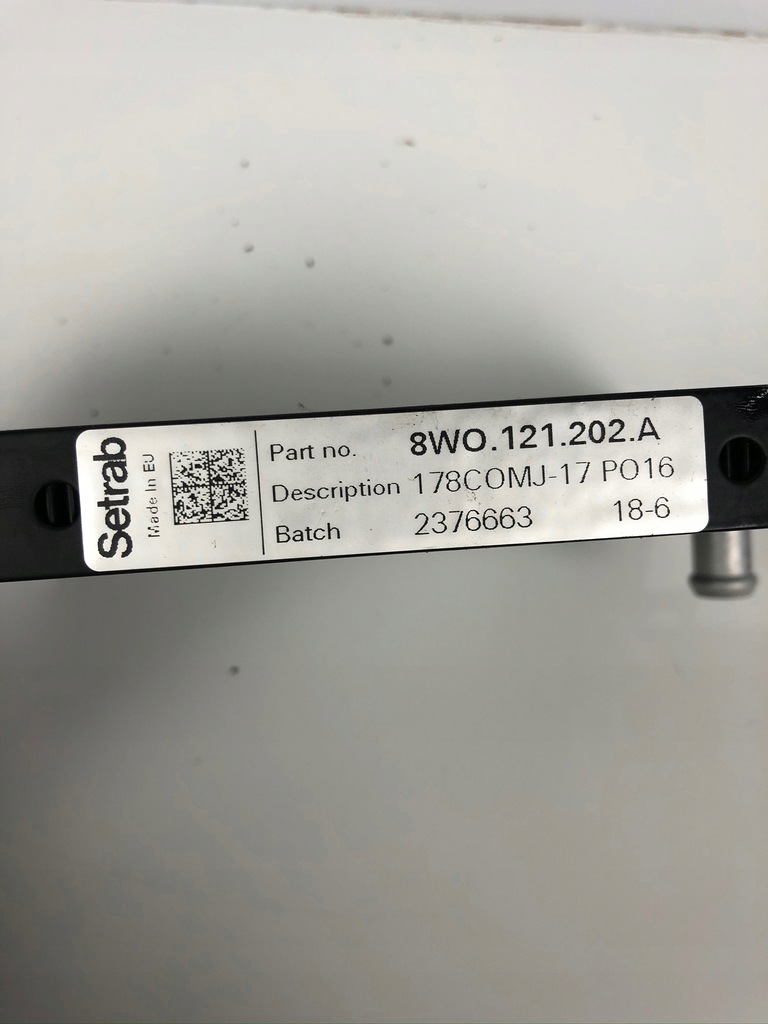 Setrab
Made in EU
Part no. 8WO.121.202.A
Description 178COMJ-17 PO16
Batch 2376663 18-6